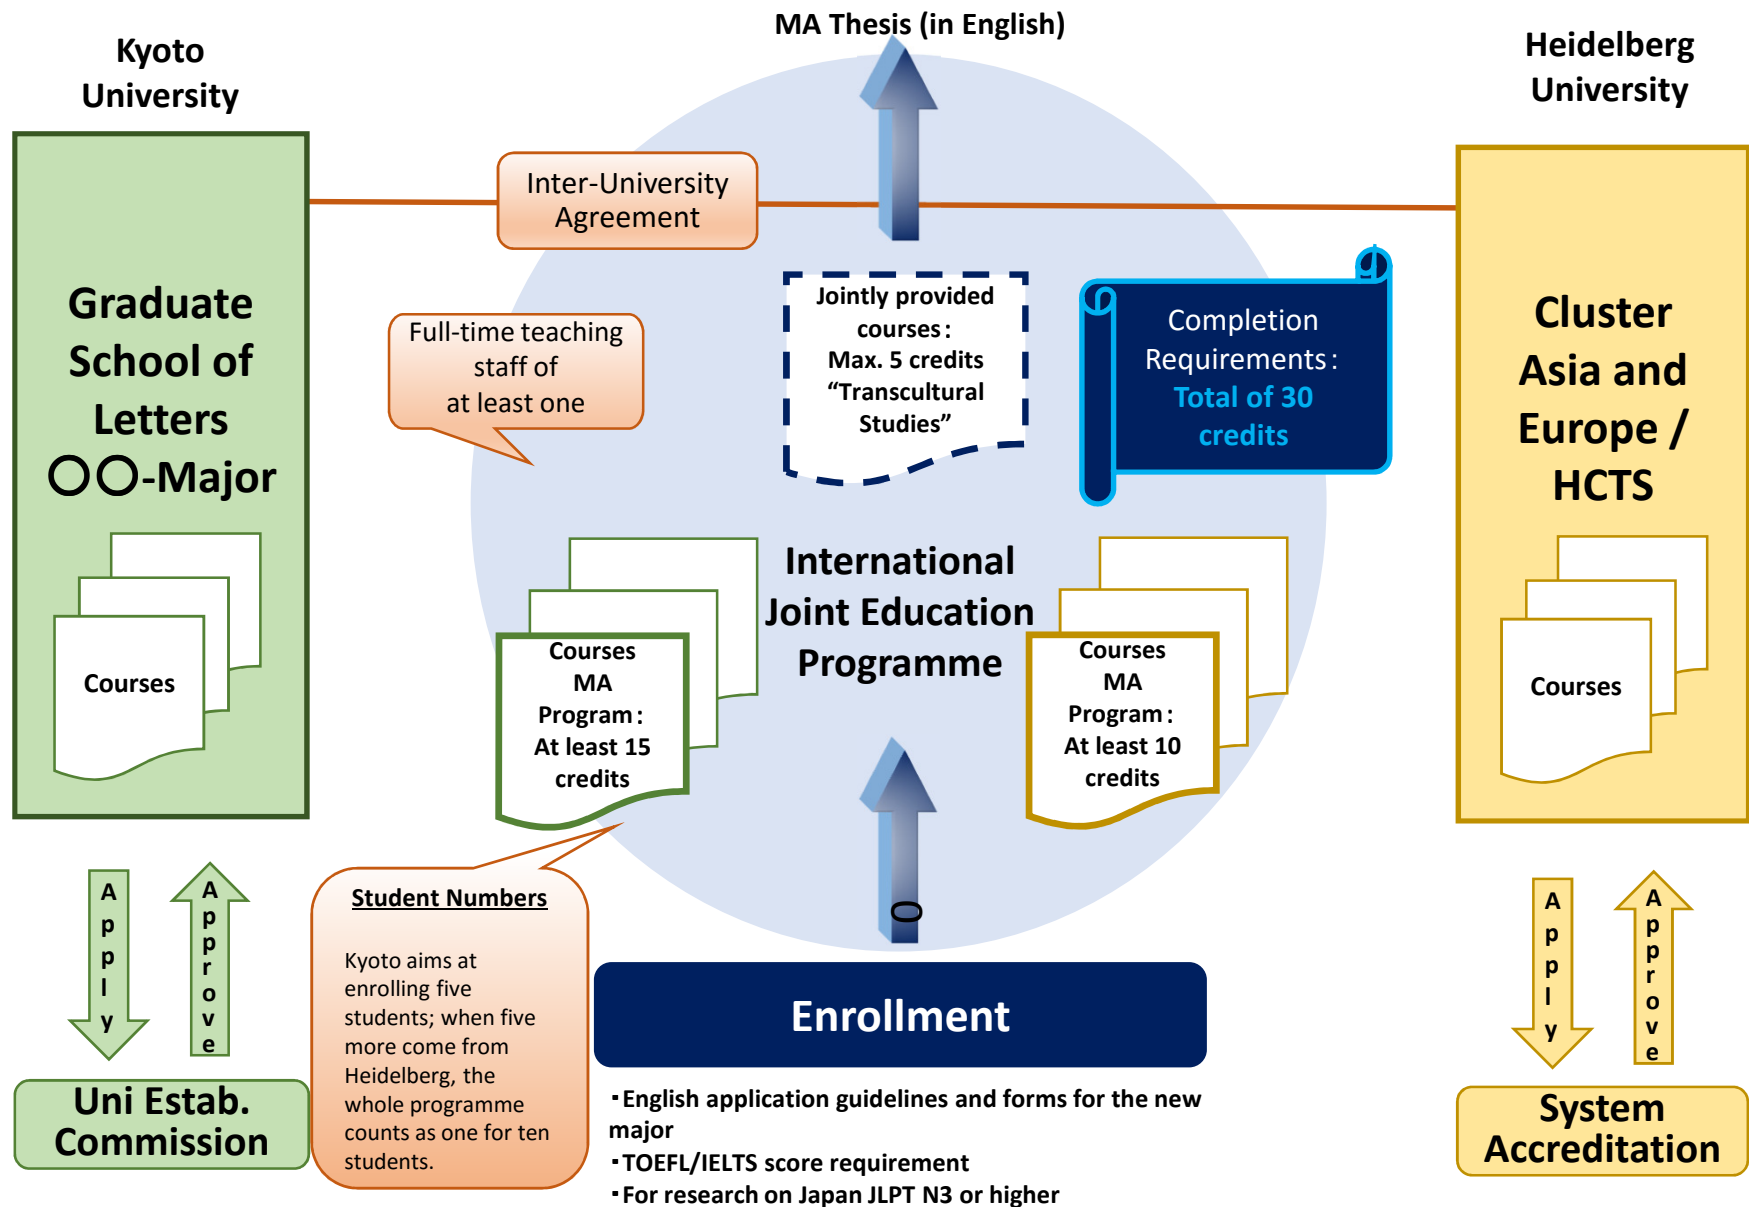 MA Thesis (in English)
Kyoto
University
Heidelberg
University
Inter-University
Agreement
Graduate
School of
Letters
〇〇-Major
Courses
Full-time teaching
staff of
at least one
Jointly provided
courses：
Max. 5 credits
“Transcultural
Studies”
Completion
Requirements：
Total of 30
credits
Cluster
Asia and
Europe /
HCTS
Courses
International
Joint Education
Programme
Courses
MA
Program：
At least 15
credits
Courses
MA
Program：
At least 10
credits
Apply
Approve
Uni Estab.
Commission
Student Numbers
Kyoto aims at
enrolling five
students; when five
more come from
Heidelberg, the
whole programme
counts as one for ten
students.
0
Enrollment
・English application guidelines and forms for the new
major
・TOEFL/IELTS score requirement
・For research on Japan JLPT N3 or higher
Apply
Approve
System
Accreditation